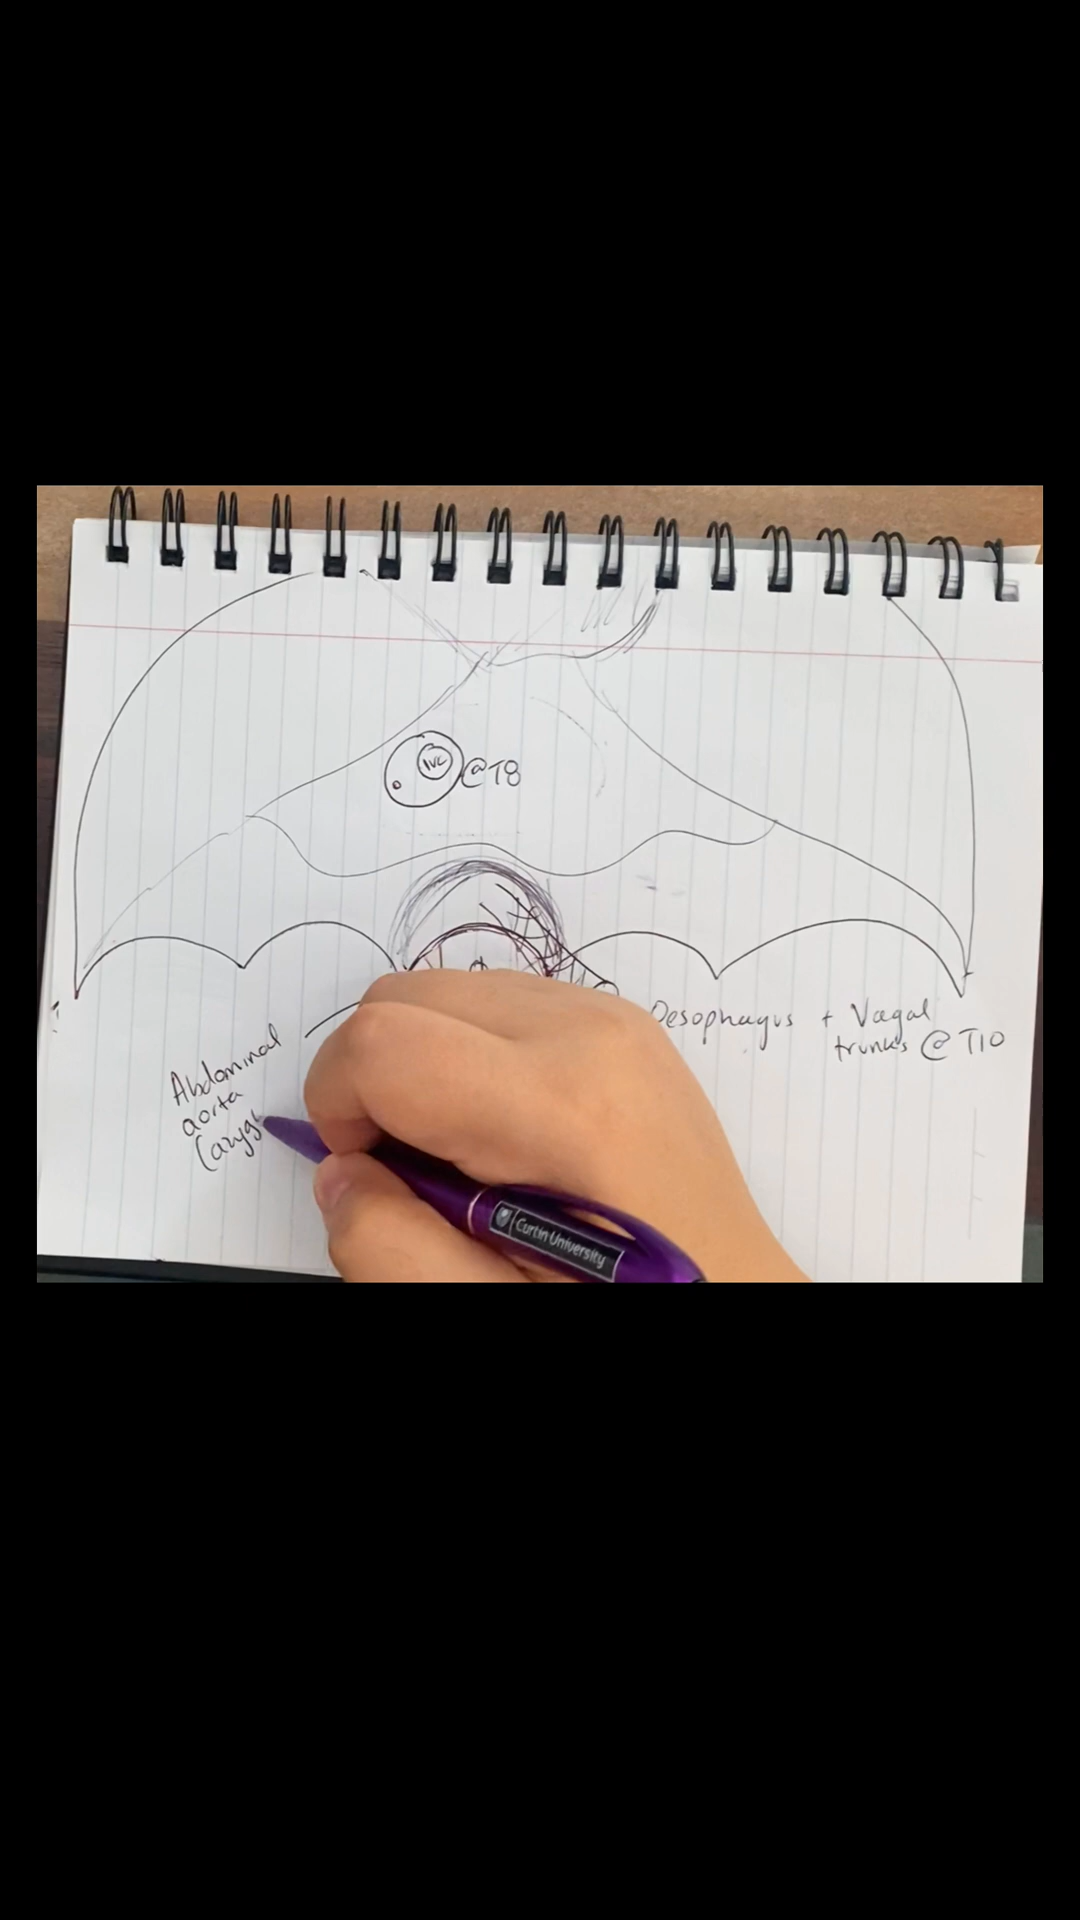 IVC @T8
Oesophagus + Vagal
trunks @ T10
Abdominal
aorta
(azyg
Curtin University